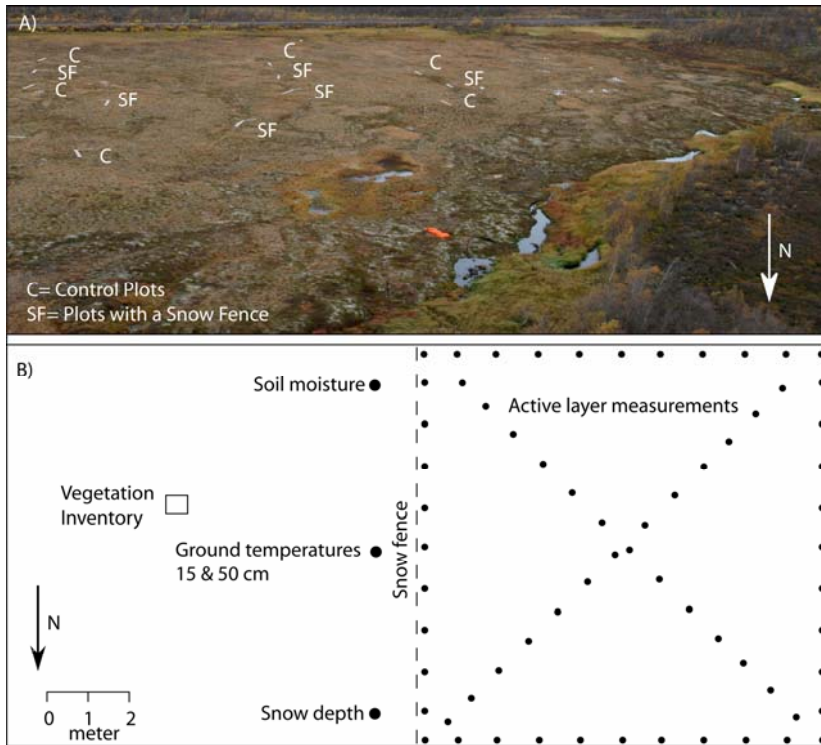 A)
C
SF
C
SF
C
C
SF
SF
SF
C
SF
C
N
C= Control Plots
SF= Plots with a Snow Fence
B)
Soil moisture
Active layer measurements
Vegetation
Inventory
Ground temperatures
15 & 50 cm
Snow fence
N
0 1 2
meter
Snow depth